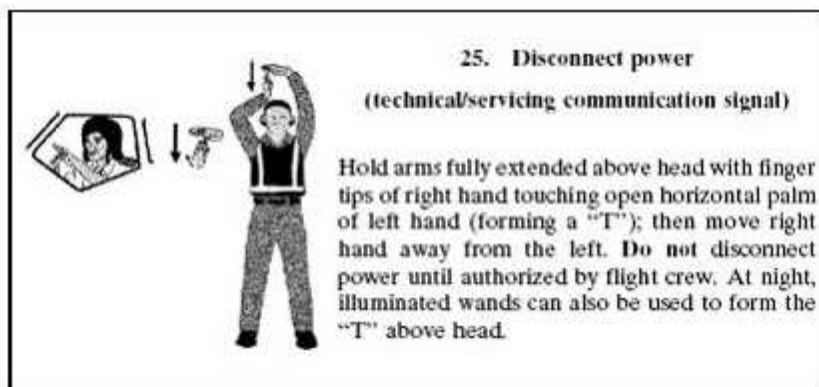 25. Disconnect power
(technical/servicing communication signal)
Hold arms fully extended above head with finger
tips of right hand touching open horizontal palm
of left hand (forming a “T”); then move right
hand away from the left. Do not disconnect
power until authorized by flight crew. At night,
illuminated wands can also be used to form the
“T” above head.